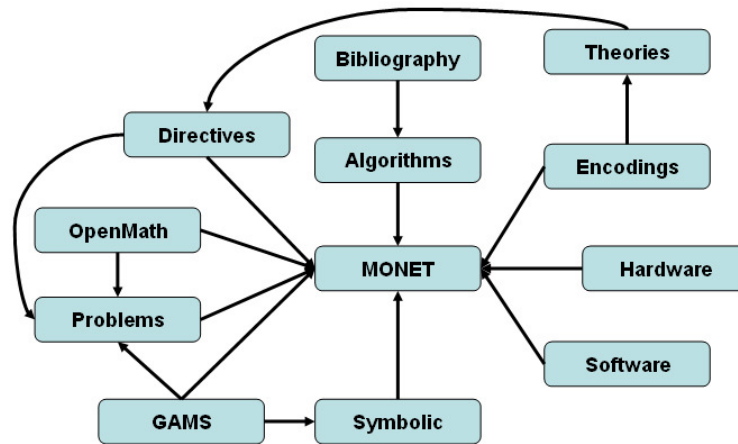 Theories
Bibliography
Directives
Algorithms
Encodings
OpenMath
MONET
Hardware
Problems
Software
GAMS
Symbolic